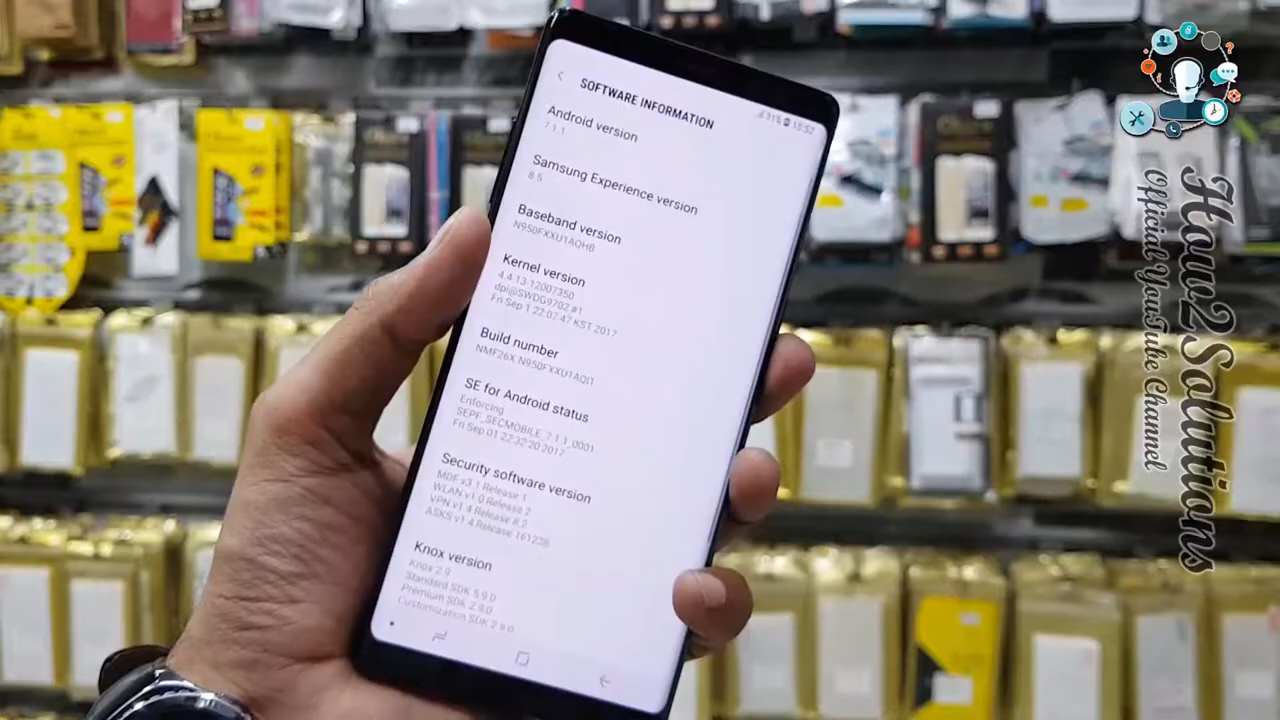 SOFTWARE INFORMATION
31% 15:52
Android version
7.1.1
Samsung Experience version
8.5
Baseband version
N950FXXU1AQHB
Kernel version
4.4.13-12007350
dpi@SWDG9702 #1
Fri Sep 1 22:07:47 KST 2017
Build number
NMF26X.N950FXXU1AQI1
SE for Android status
Enforcing
SEPF_SECMOBILE_7.1.1_0001
Fri Sep 01 22:32:20 2017
Security software version
MDF v3.1 Release 1
WLAN v1.0 Release 2
VPN v1.4 Release 8.2
ASKS v1.4 Release 161228
Knox version
Knox 2.9
Standard SDK 5.9.0
Premium SDK 2.9.0
Customization SDK 2.9.0
How2Solutions
Official YouTube Channel